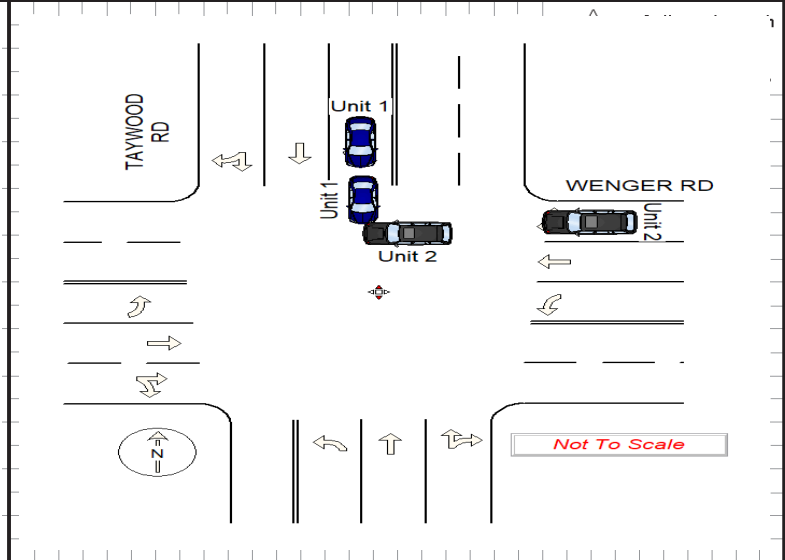 Unit 1
TAYWOOD
RD
WENGER RD
Unit 1
Unit 2
Unit 2
Not To Scale
N